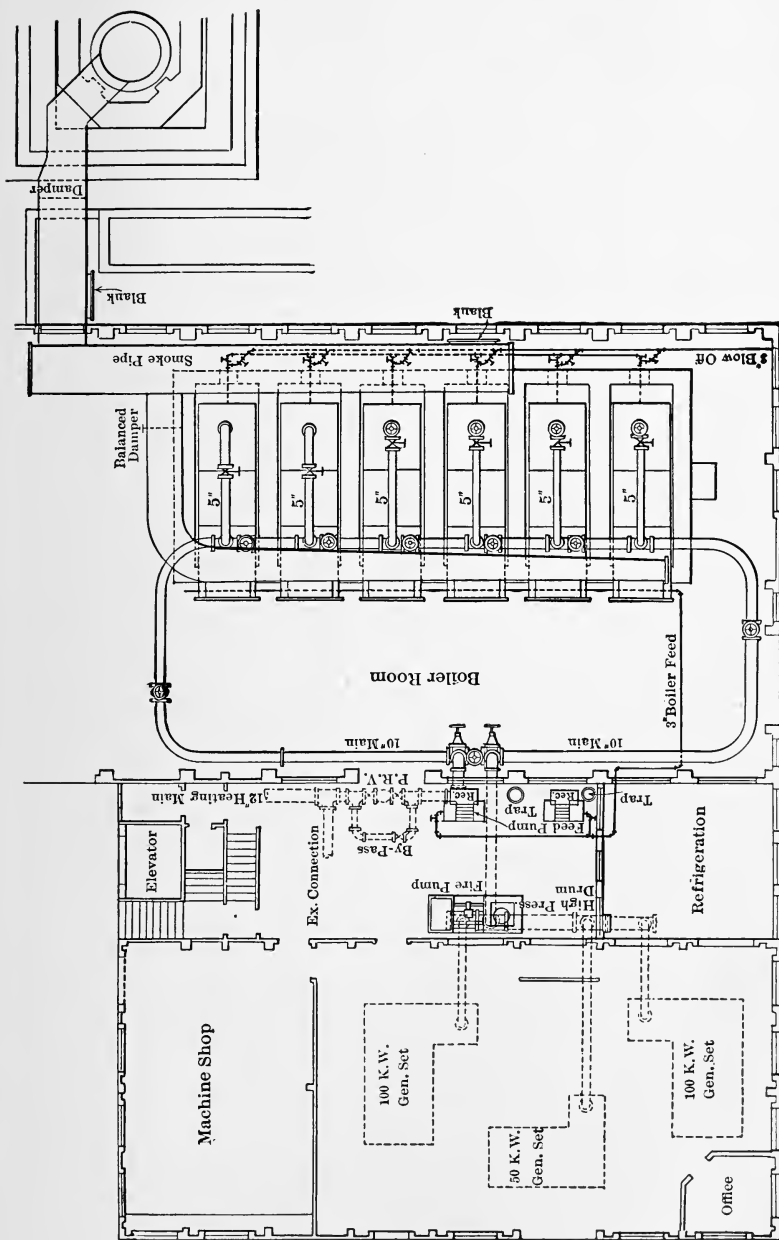 Damper
Blank
Blank
Smoke Pipe
Balanced
Damper
3" Blow Off
5"
5"
5"
5"
5"
5"
Boiler Room
3" Boiler Feed
10" Main
10" Main
12" Heating Main
P.R.V.
By-Pass
Ex. Connection
Rec
Rec
Trap
Trap
Feed Pump
Fire Pump
High Press
Drum
Elevator
Refrigeration
Machine Shop
100 K.W.
Gen. Set
50 K.W.
Gen. Set
100 K.W.
Gen. Set
Office